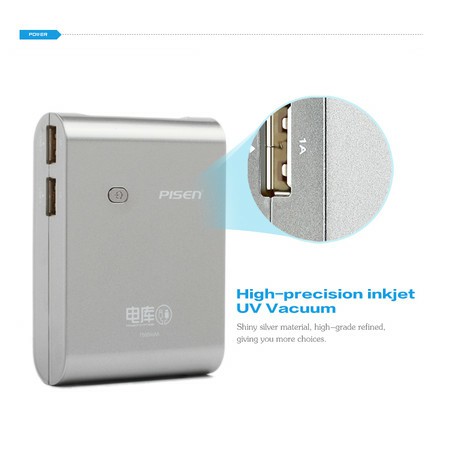 POWER
PISEN
1A
High-precision inkjet
UV Vacuum
Shiny silver material, high-grade refined,
giving you more choices.
电库